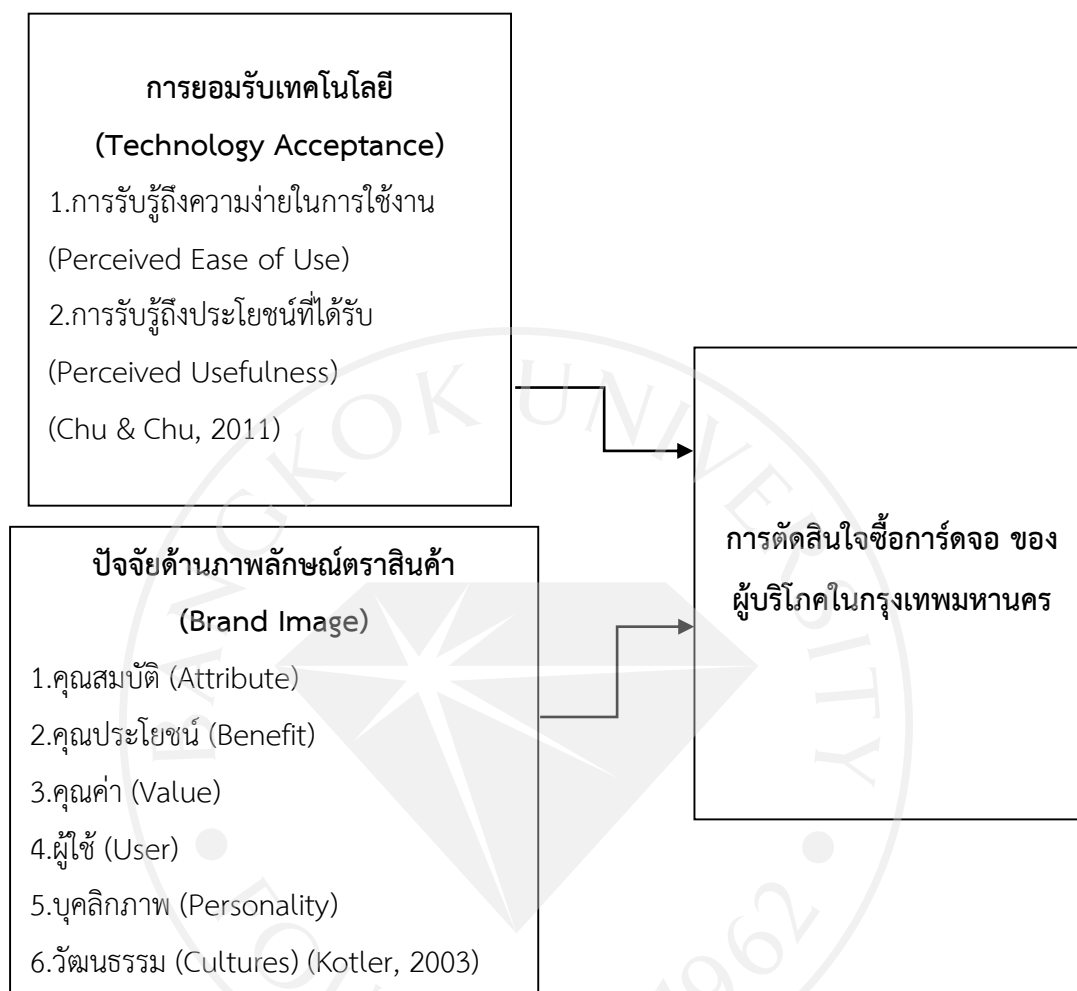 การยอมรับเทคโนโลยี
(Technology Acceptance)
1.การรับรู้ถึงความง่ายในการใช้งาน
(Perceived Ease of Use)
2.การรับรู้ถึงประโยชน์ที่ได้รับ
(Perceived Usefulness)
(Chu & Chu, 2011)
ปัจจัยด้านภาพลักษณ์ตราสินค้า
(Brand Image)
1.คุณสมบัติ (Attribute)
2.คุณประโยชน์ (Benefit)
3.คุณค่า (Value)
4.ผู้ใช้ (User)
5.บุคลิกภาพ (Personality)
6.วัฒนธรรม (Cultures) (Kotler, 2003)
การตัดสินใจซื้อการ์ดจอ ของ
ผู้บริโภคในกรุงเทพมหานคร
BANGKOK UNIVERSITY